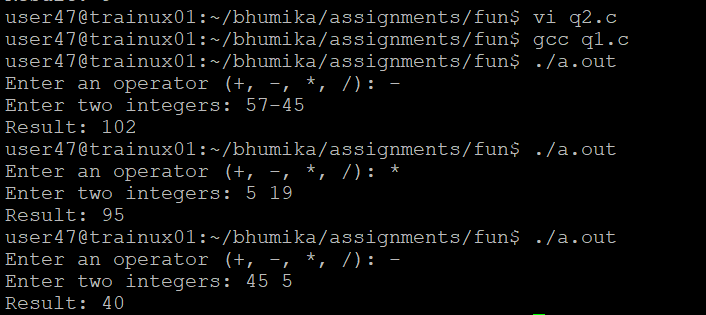 user47@trainux01:~/bhumika/assignments/fun$ vi q2.c
user47@trainux01:~/bhumika/assignments/fun$ gcc q1.c
user47@trainux01:~/bhumika/assignments/fun$ ./a.out
Enter an operator (+, -, *, /): -
Enter two integers: 57-45
Result: 102
user47@trainux01:~/bhumika/assignments/fun$ ./a.out
Enter an operator (+, -, *, /): *
Enter two integers: 5 19
Result: 95
user47@trainux01:~/bhumika/assignments/fun$ ./a.out
Enter an operator (+, -, *, /): -
Enter two integers: 45 5
Result: 40